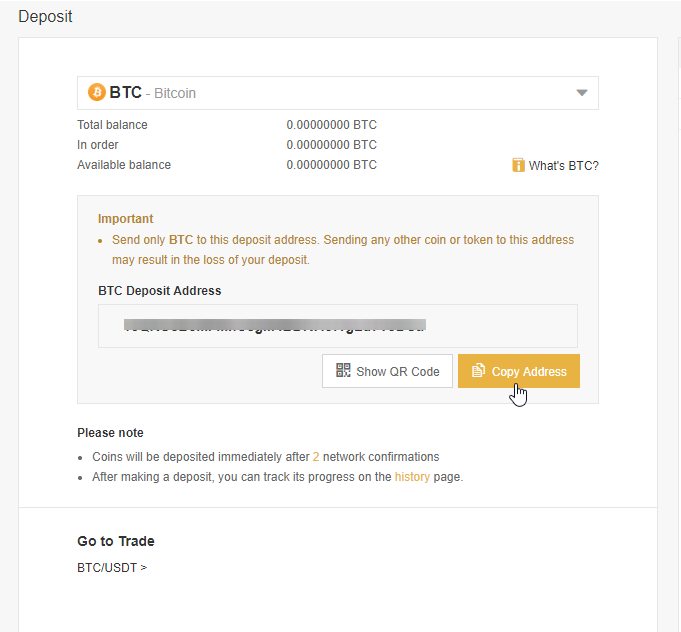 Deposit
BTC - Bitcoin
Total balance 0.00000000 BTC
In order 0.00000000 BTC
Available balance 0.00000000 BTC
What's BTC?
Important
Send only BTC to this deposit address. Sending any other coin or token to this address
may result in the loss of your deposit.
BTC Deposit Address
Show QR Code
Copy Address
Please note
Coins will be deposited immediately after 2 network confirmations
After making a deposit, you can track its progress on the history page.
Go to Trade
BTC/USDT >